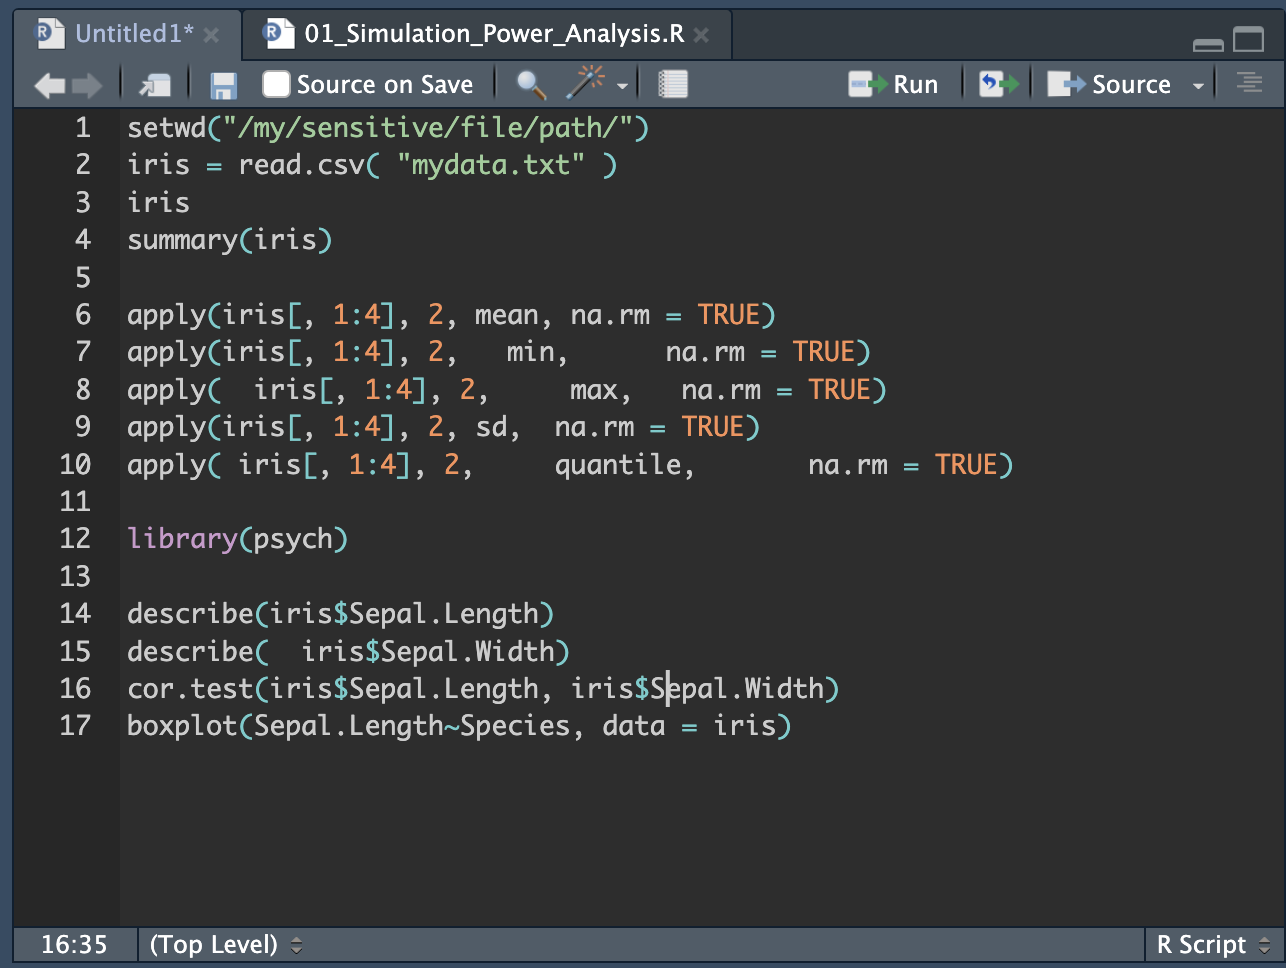 Untitled1* × 01_Simulation_Power_Analysis.R ×
Source on Save Run Source
1 setwd("/my/sensitive/file/path/")
2 iris = read.csv( "mydata.txt" )
3 iris
4 summary(iris)
5
6 apply(iris[, 1:4], 2, mean, na.rm = TRUE)
7 apply(iris[, 1:4], 2,   min,      na.rm = TRUE)
8 apply(  iris[, 1:4], 2,     max,   na.rm = TRUE)
9 apply(iris[, 1:4], 2, sd,  na.rm = TRUE)
10 apply( iris[, 1:4], 2,     quantile,       na.rm = TRUE)
11
12 library(psych)
13
14 describe(iris$Sepal.Length)
15 describe(  iris$Sepal.Width)
16 cor.test(iris$Sepal.Length, iris$Sepal.Width)
17 boxplot(Sepal.Length~Species, data = iris)
16:35 (Top Level) R Script